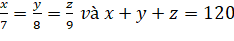 x/7 = y/8 = z/9 và x + y + z = 120